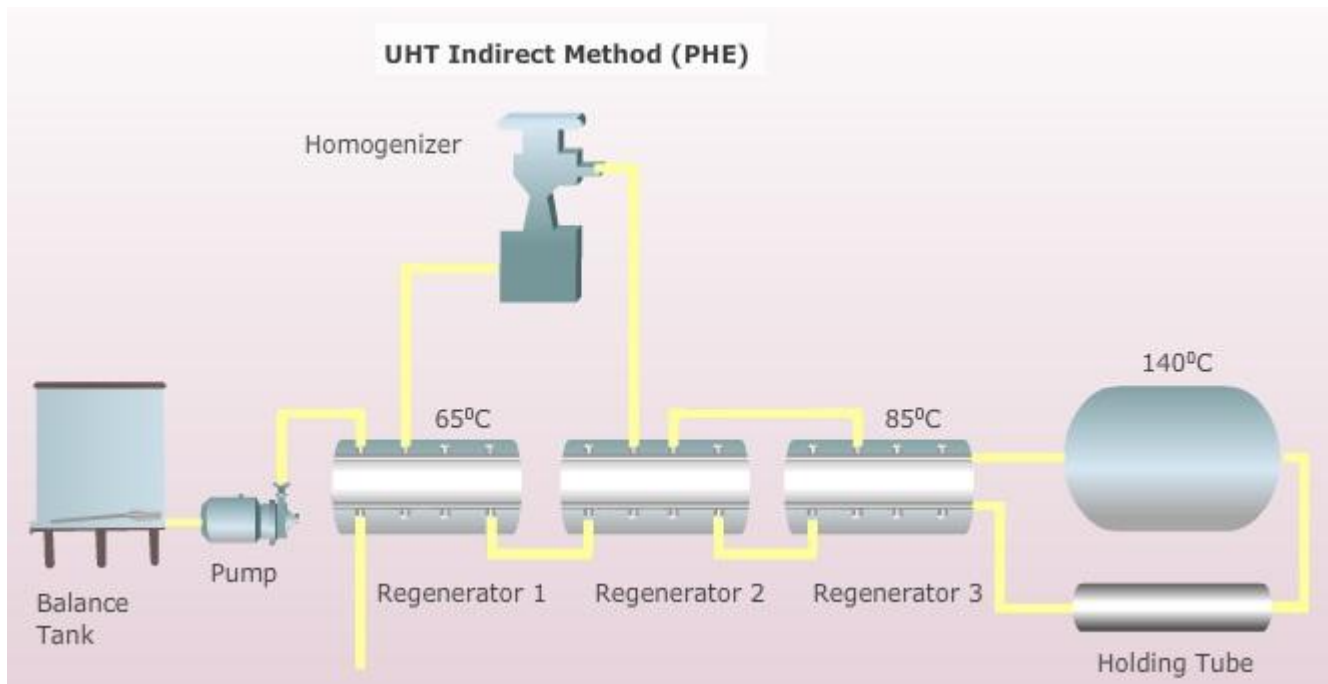 UHT Indirect Method (PHE)
Homogenizer
140⁰C
65⁰C
85⁰C
Pump
Regenerator 1
Regenerator 2
Regenerator 3
Balance
Tank
Holding Tube